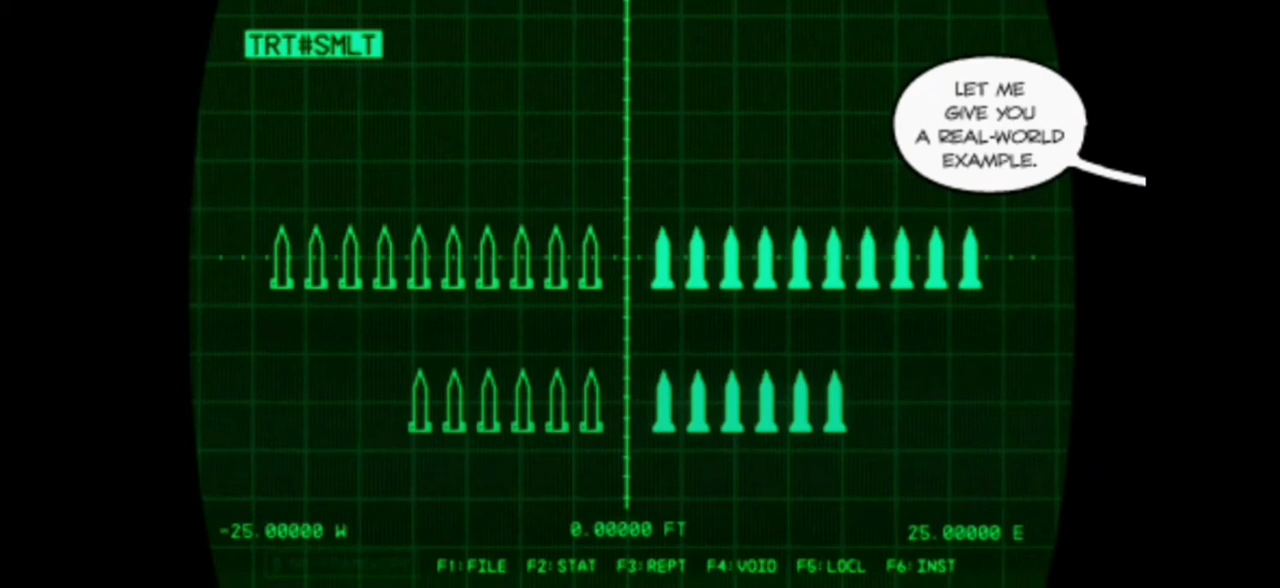 TRT#SMLT
LET ME
GIVE YOU
A REAL-WORLD
EXAMPLE.
-25.00000 W 0.00000 FT 25.00000 E
F1:FILE F2:STAT F3:REPT F4:VOID F5:LOCL F6:INST